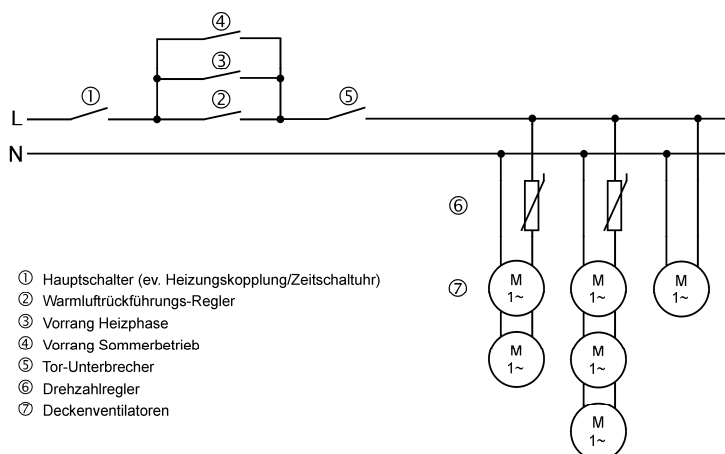 ④
③
① ② ⑤
L
N
⑥
⑦ M 1~ M 1~ M 1~
M 1~ M 1~
M 1~
① Hauptschalter (ev. Heizungskopplung/Zeitschaltuhr)
② Warmluftrückführungs-Regler
③ Vorrang Heizphase
④ Vorrang Sommerbetrieb
⑤ Tor-Unterbrecher
⑥ Drehzahlregler
⑦ Deckenventilatoren